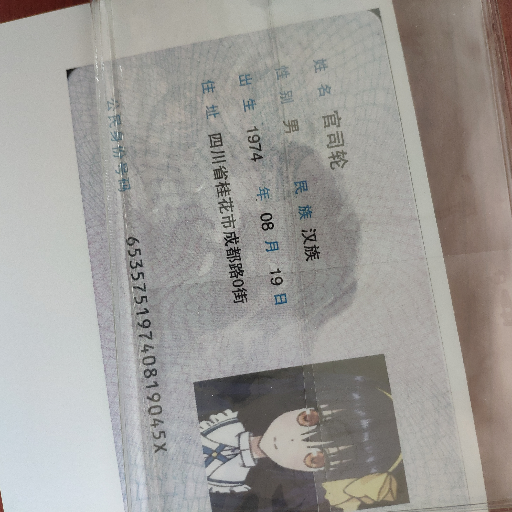 姓名 官司轮
性别 男 民族 汉族
出生 1974 年 08 月 19 日
住址 四川省桂花市成都路0街
公民身份号码 65357519740819045X